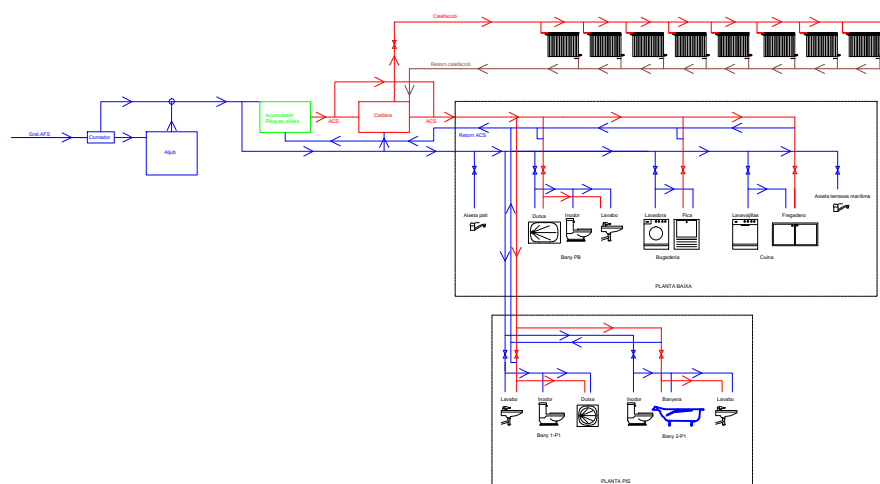 Calefacció
Retorn calefacció
Gral.AFS
Contador
Aljub
Acumulador
Plaques solars
ACS
Caldera
ACS
Retorn ACS
Aixeta pati
Dutxa
Inodor
Lavabo
Bany PB
Lavadora
Pica
Bugaderia
Lavavajillas
Fregadero
Cuina
Aixeta terrassa marítima
PLANTA BAIXA
Lavabo
Inodor
Dutxa
Bany 1-P1
Inodor
Banyera
Lavabo
Bany 2-P1
PLANTA PIS